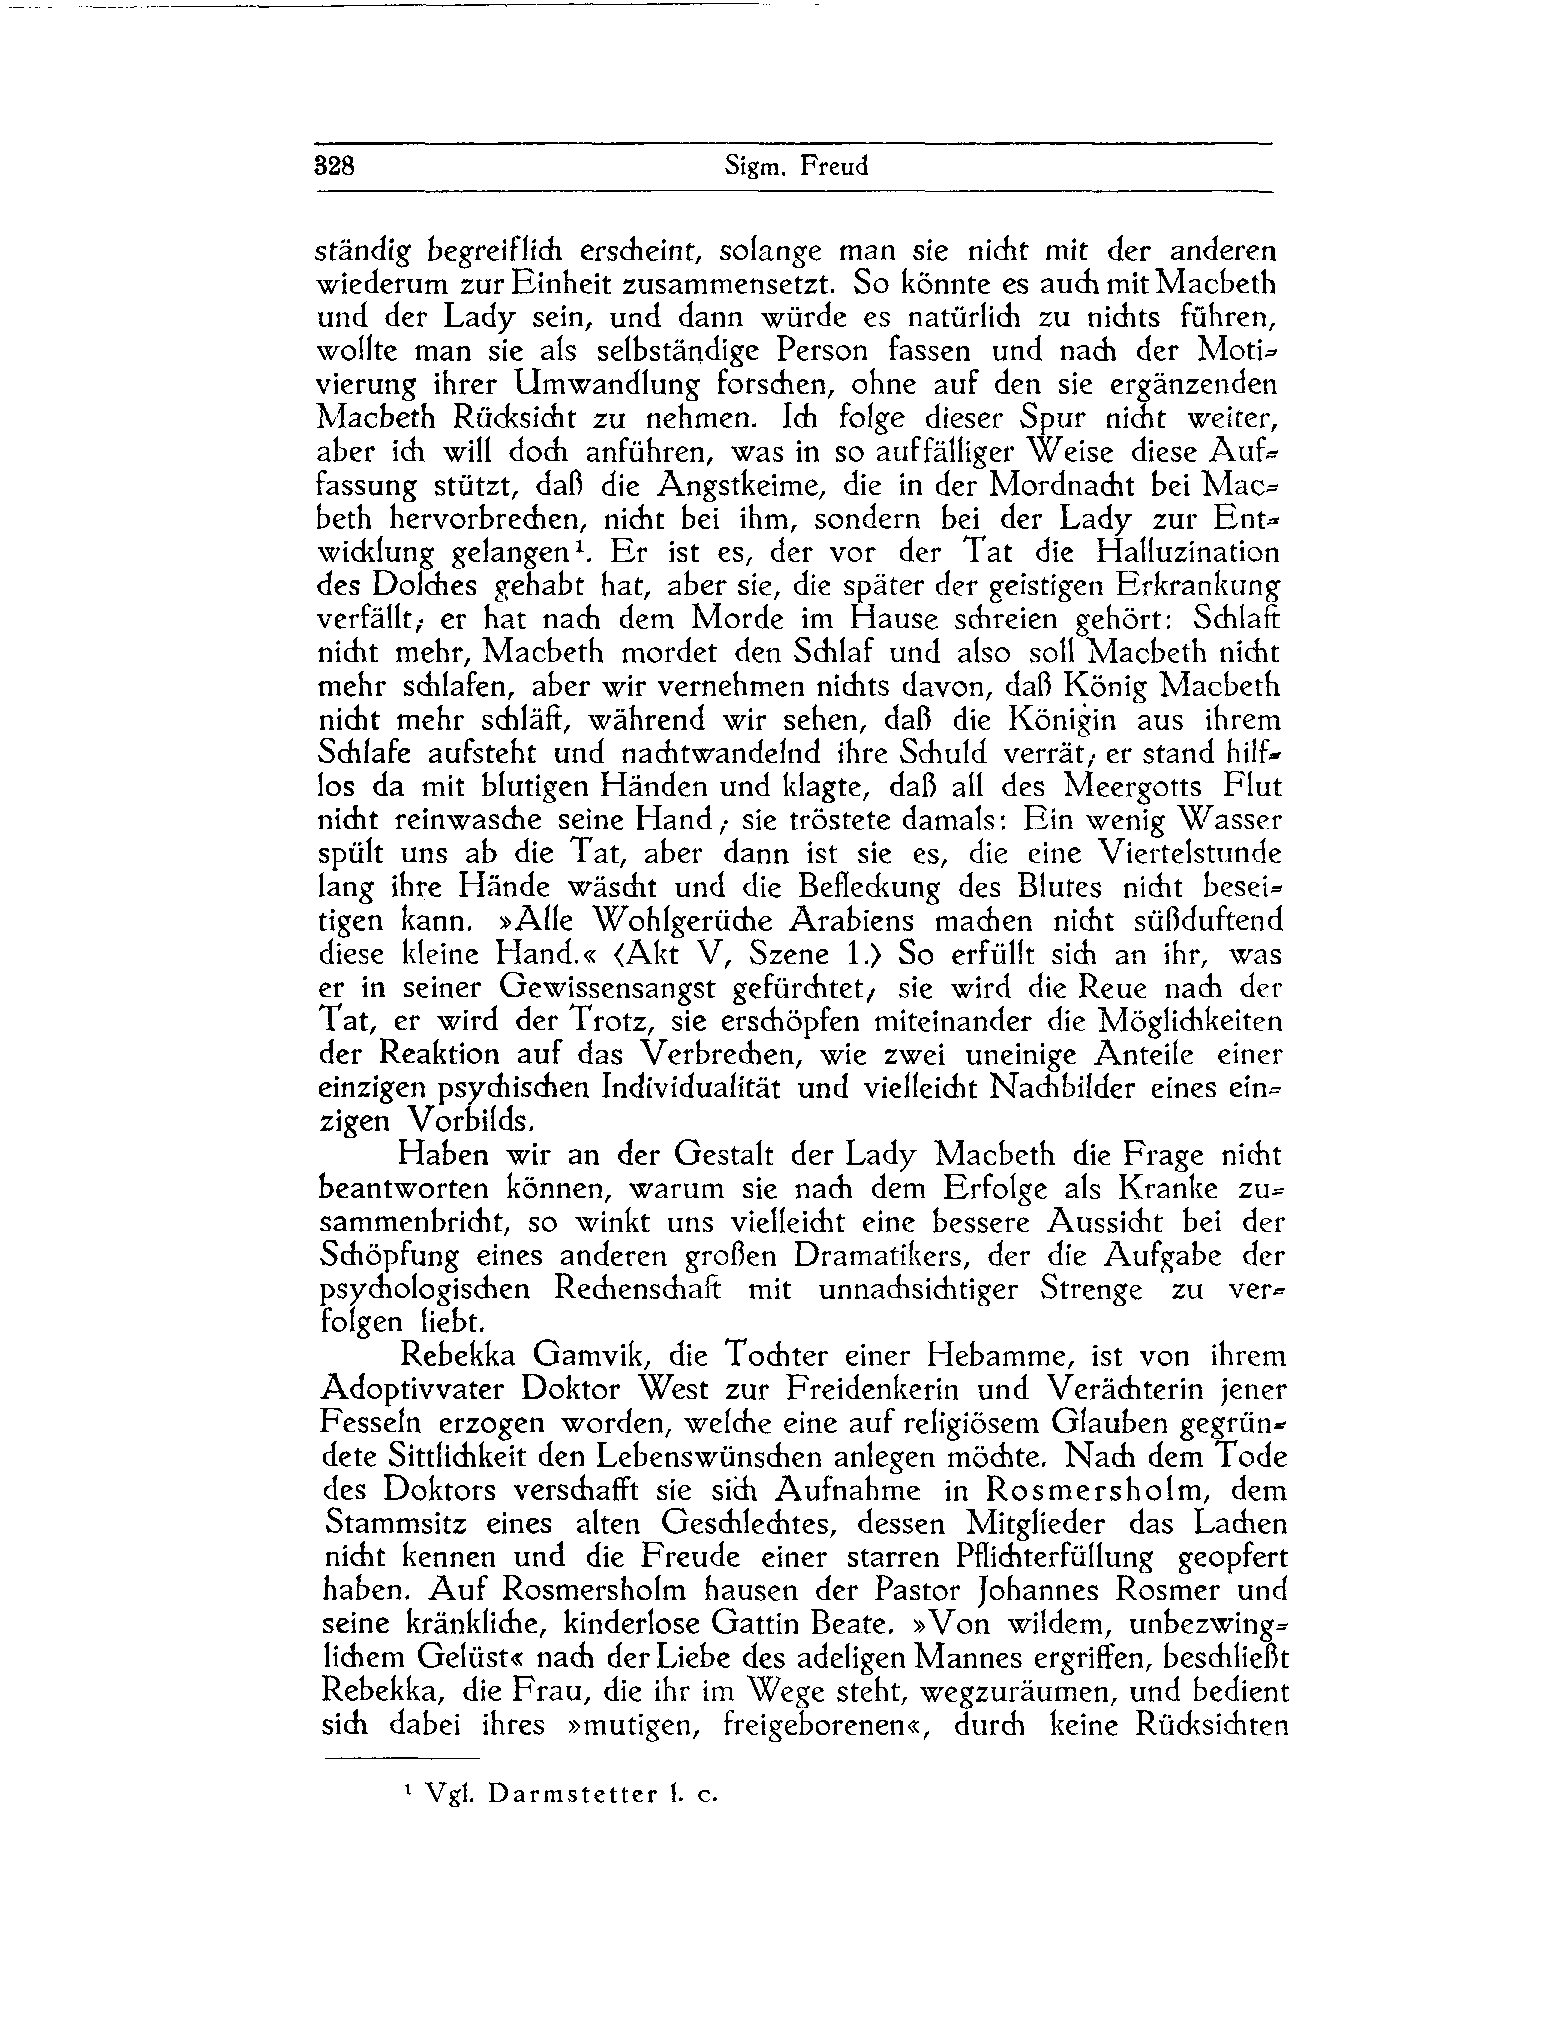 328
Sigm. Freud
ständig begreiflich erscheint, solange man sie nicht mit der anderen
wiederum zur Einheit zusammensetzt. So könnte es auch mit Macbeth
und der Lady sein, und dann würde es natürlich zu nichts führen,
wollte man sie als selbständige Person fassen und nach der Moti-
vierung ihrer Umwandlung forschen, ohne auf den sie ergänzenden
Macbeth Rücksicht zu nehmen. Ich folge dieser Spur nicht weiter,
aber ich will doch anführen, was in so auffälliger Weise diese Auf-
fassung stützt, daß die Angstkeime, die in der Mordnacht bei Mac-
beth hervorbrechen, nicht bei ihm, sondern bei der Lady zur Ent-
wicklung gelangen¹. Er ist es, der vor der Tat die Halluzination
des Dolches gehabt hat, aber sie, die später der geistigen Erkrankung
verfällt; er hat nach dem Morde im Hause schreien gehört: Schlaft
nicht mehr, Macbeth mordet den Schlaf und also soll Macbeth nicht
mehr schlafen, aber wir vernehmen nichts davon, daß König Macbeth
nicht mehr schläft, während wir sehen, daß die Königin aus ihrem
Schlafe aufsteht und nachtwandelnd ihre Schuld verrät; er stand hilf-
los da mit blutigen Händen und klagte, daß all des Meergotts Flut
nicht reinwasche seine Hand; sie tröstete damals: Ein wenig Wasser
spült uns ab die Tat, aber dann ist sie es, die eine Viertelstunde
lang ihre Hände wäscht und die Befleckung des Blutes nicht besei-
tigen kann. »Alle Wohlgerüche Arabiens machen nicht süßduftend
diese kleine Hand.« (Akt V, Szene 1.) So erfüllt sich an ihr, was
er in seiner Gewissensangst gefürchtet; sie wird die Reue nach der
Tat, er wird der Trotz, sie erschöpfen miteinander die Möglichkeiten
der Reaktion auf das Verbrechen, wie zwei uneinige Anteile einer
einzigen psychischen Individualität und vielleicht Nachbilder eines ein-
zigen Vorbilds.
Haben wir an der Gestalt der Lady Macbeth die Frage nicht
beantworten können, warum sie nach dem Erfolge als Kranke zu-
sammenbricht, so winkt uns vielleicht eine bessere Aussicht bei der
Schöpfung eines anderen großen Dramatikers, der die Aufgabe der
psychologischen Rechenschaft mit unnachsichtiger Strenge zu ver-
folgen liebt.
Rebekka Gamvik, die Tochter einer Hebamme, ist von ihrem
Adoptivvater Doktor West zur Freidenkerin und Verächterin jener
Fesseln erzogen worden, welche eine auf religiösem Glauben gegrün-
dete Sittlichkeit den Lebenswünschen anlegen möchte. Nach dem Tode
des Doktors verschafft sie sich Aufnahme in Rosmersholm, dem
Stammsitz eines alten Geschlechtes, dessen Mitglieder das Lachen
nicht kennen und die Freude einer starren Pflichterfüllung geopfert
haben. Auf Rosmersholm hausen der Pastor Johannes Rosmer und
seine kränkliche, kinderlose Gattin Beate. »Von wildem, unbezwing-
lichem Gelüst« nach der Liebe des adeligen Mannes ergriffen, beschließt
Rebekka, die Frau, die ihr im Wege steht, wegzuräumen, und bedient
sich dabei ihres »mutigen, freigeborenen«, durch keine Rücksichten
¹ Vgl. Darmstetter l. c.